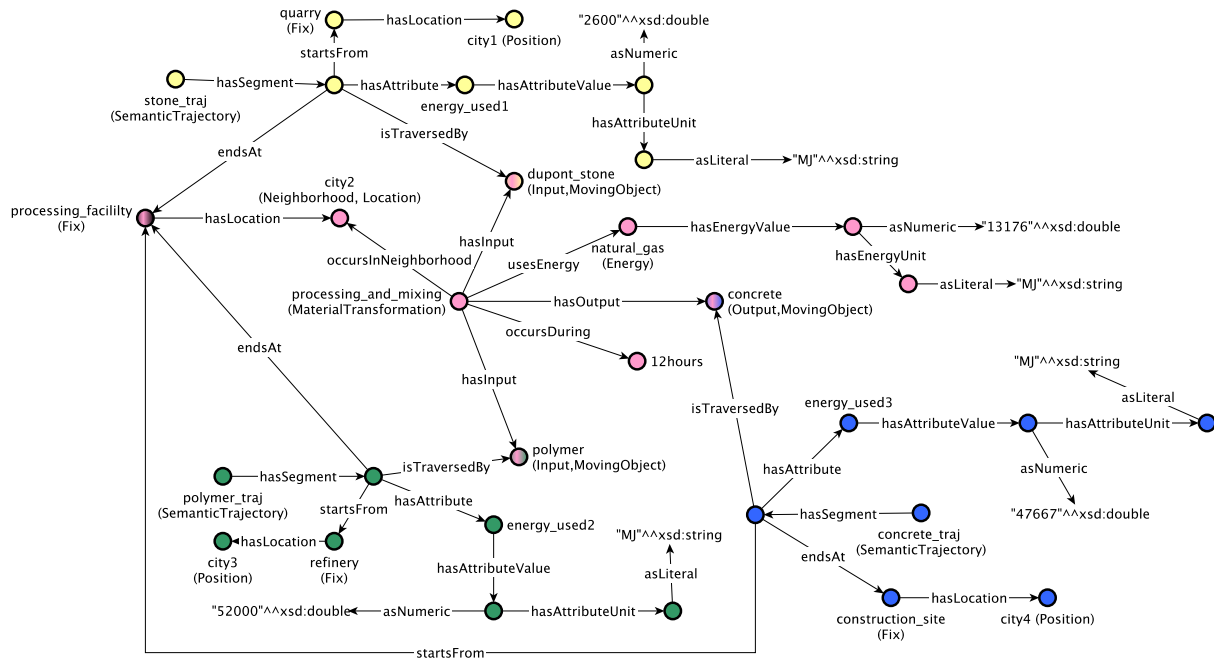 quarry
(Fix)
hasLocation
city1 (Position)
"2600"^^xsd:double
startsFrom
asNumeric
hasSegment
hasAttribute
hasAttributeValue
stone_traj
(SemanticTrajectory)
energy_used1
hasAttributeUnit
isTraversedBy
endsAt
asLiteral
"MJ"^^xsd:string
dupont_stone
(Input,MovingObject)
city2
(Neighborhood, Location)
processing_facililty
(Fix)
hasLocation
hasInput
natural_gas
(Energy)
hasEnergyValue
asNumeric
"13176"^^xsd:double
hasEnergyUnit
occursInNeighborhood
usesEnergy
asLiteral
"MJ"^^xsd:string
processing_and_mixing
(MaterialTransformation)
hasOutput
concrete
(Output,MovingObject)
occursDuring
12hours
endsAt
hasInput
"MJ"^^xsd:string
asLiteral
isTraversedBy
energy_used3
hasAttributeValue
hasAttributeUnit
polymer
(Input,MovingObject)
isTraversedBy
hasAttribute
asNumeric
hasSegment
polymer_traj
(SemanticTrajectory)
startsFrom
hasAttribute
"47667"^^xsd:double
hasSegment
concrete_traj
(SemanticTrajectory)
energy_used2
"MJ"^^xsd:string
hasLocation
city3
(Position)
refinery
(Fix)
endsAt
hasAttributeValue
asLiteral
"52000"^^xsd:double
asNumeric
hasAttributeUnit
construction_site
(Fix)
hasLocation
city4 (Position)
startsFrom